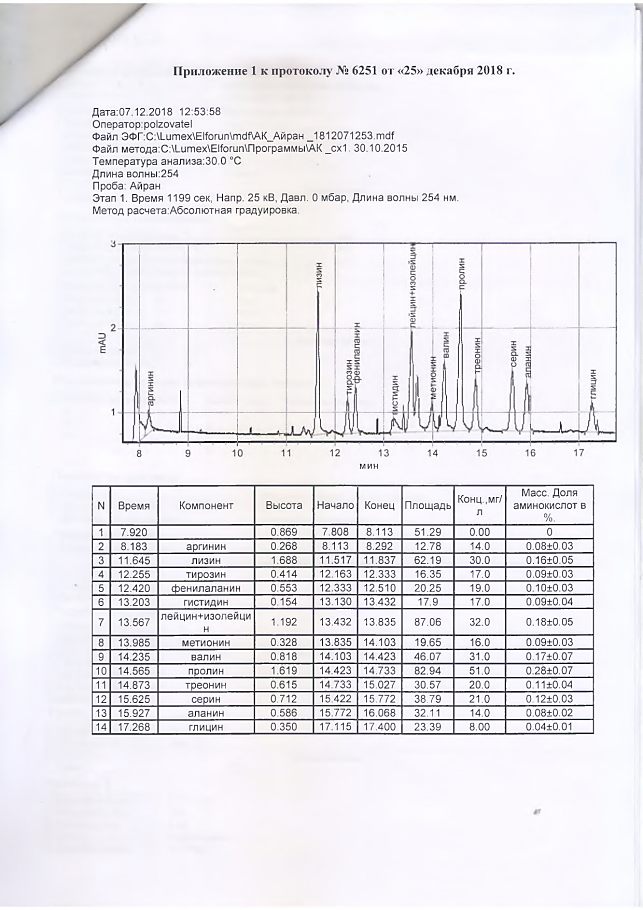 Приложение 1 к протоколу № 6251 от «25» декабря 2018 г.
Дата:07.12.2018 12:53:58
Оператор:polzovatel
Файл ЭФГ:C:\Lumex\Elforun\mdf\АК_Айран _1812071253.mdf
Файл метода:C:\Lumex\Elforun\Программы\АК _cx1. 30.10.2015
Температура анализа:30.0 °C
Длина волны:254
Проба: Айран
Этап 1. Время 1199 сек, Напр. 25 кВ, Давл. 0 мбар, Длина волны 254 нм.
Метод расчета:Абсолютная градуировка.
3
2
1
mAU
аргинин
лизин
тирозин
фенилаланин
гистидин
лейцин+изолейцин
метионин
валин
пролин
треонин
серин
аланин
глицин
8 9 10 11 12 13 14 15 16 17
мин
N Время Компонент Высота Начало Конец Площадь Конц.,мг/л Масс. Доля аминокислот в %.
1 7.920 0.869 7.808 8.113 51.29 0.00 0
2 8.183 аргинин 0.268 8.113 8.292 12.78 14.0 0.08±0.03
3 11.645 лизин 1.688 11.517 11.837 62.19 30.0 0.16±0.05
4 12.255 тирозин 0.414 12.163 12.333 16.35 17.0 0.09±0.03
5 12.420 фенилаланин 0.553 12.333 12.510 20.25 19.0 0.10±0.03
6 13.203 гистидин 0.154 13.130 13.432 17.9 17.0 0.09±0.04
7 13.567 лейцин+изолейцин 1.192 13.432 13.835 87.06 32.0 0.18±0.05
8 13.985 метионин 0.328 13.835 14.103 19.65 16.0 0.09±0.03
9 14.235 валин 0.818 14.103 14.423 46.07 31.0 0.17±0.07
10 14.565 пролин 1.619 14.423 14.733 82.94 51.0 0.28±0.07
11 14.873 треонин 0.615 14.733 15.027 30.57 20.0 0.11±0.04
12 15.625 серин 0.712 15.422 15.772 38.79 21.0 0.12±0.03
13 15.927 аланин 0.586 15.772 16.068 32.11 14.0 0.08±0.02
14 17.268 глицин 0.350 17.115 17.400 23.39 8.00 0.04±0.01